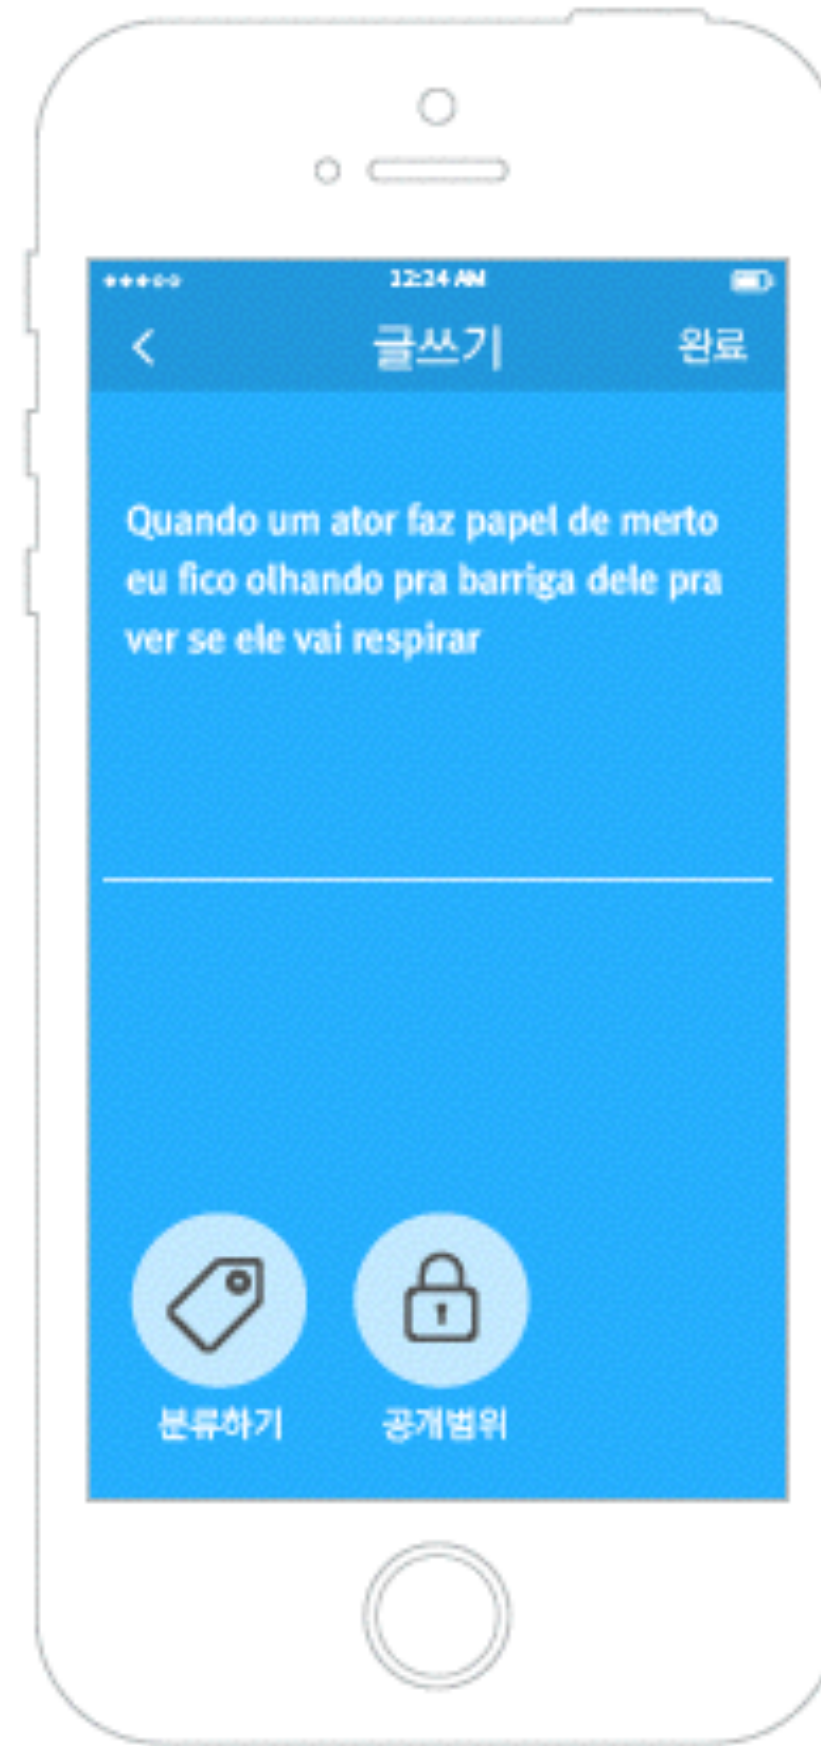 12:24 AM
글쓰기 완료
Quando um ator faz papel de merto
eu fico olhando pra barriga dele pra
ver se ele vai respirar
분류하기 공개범위